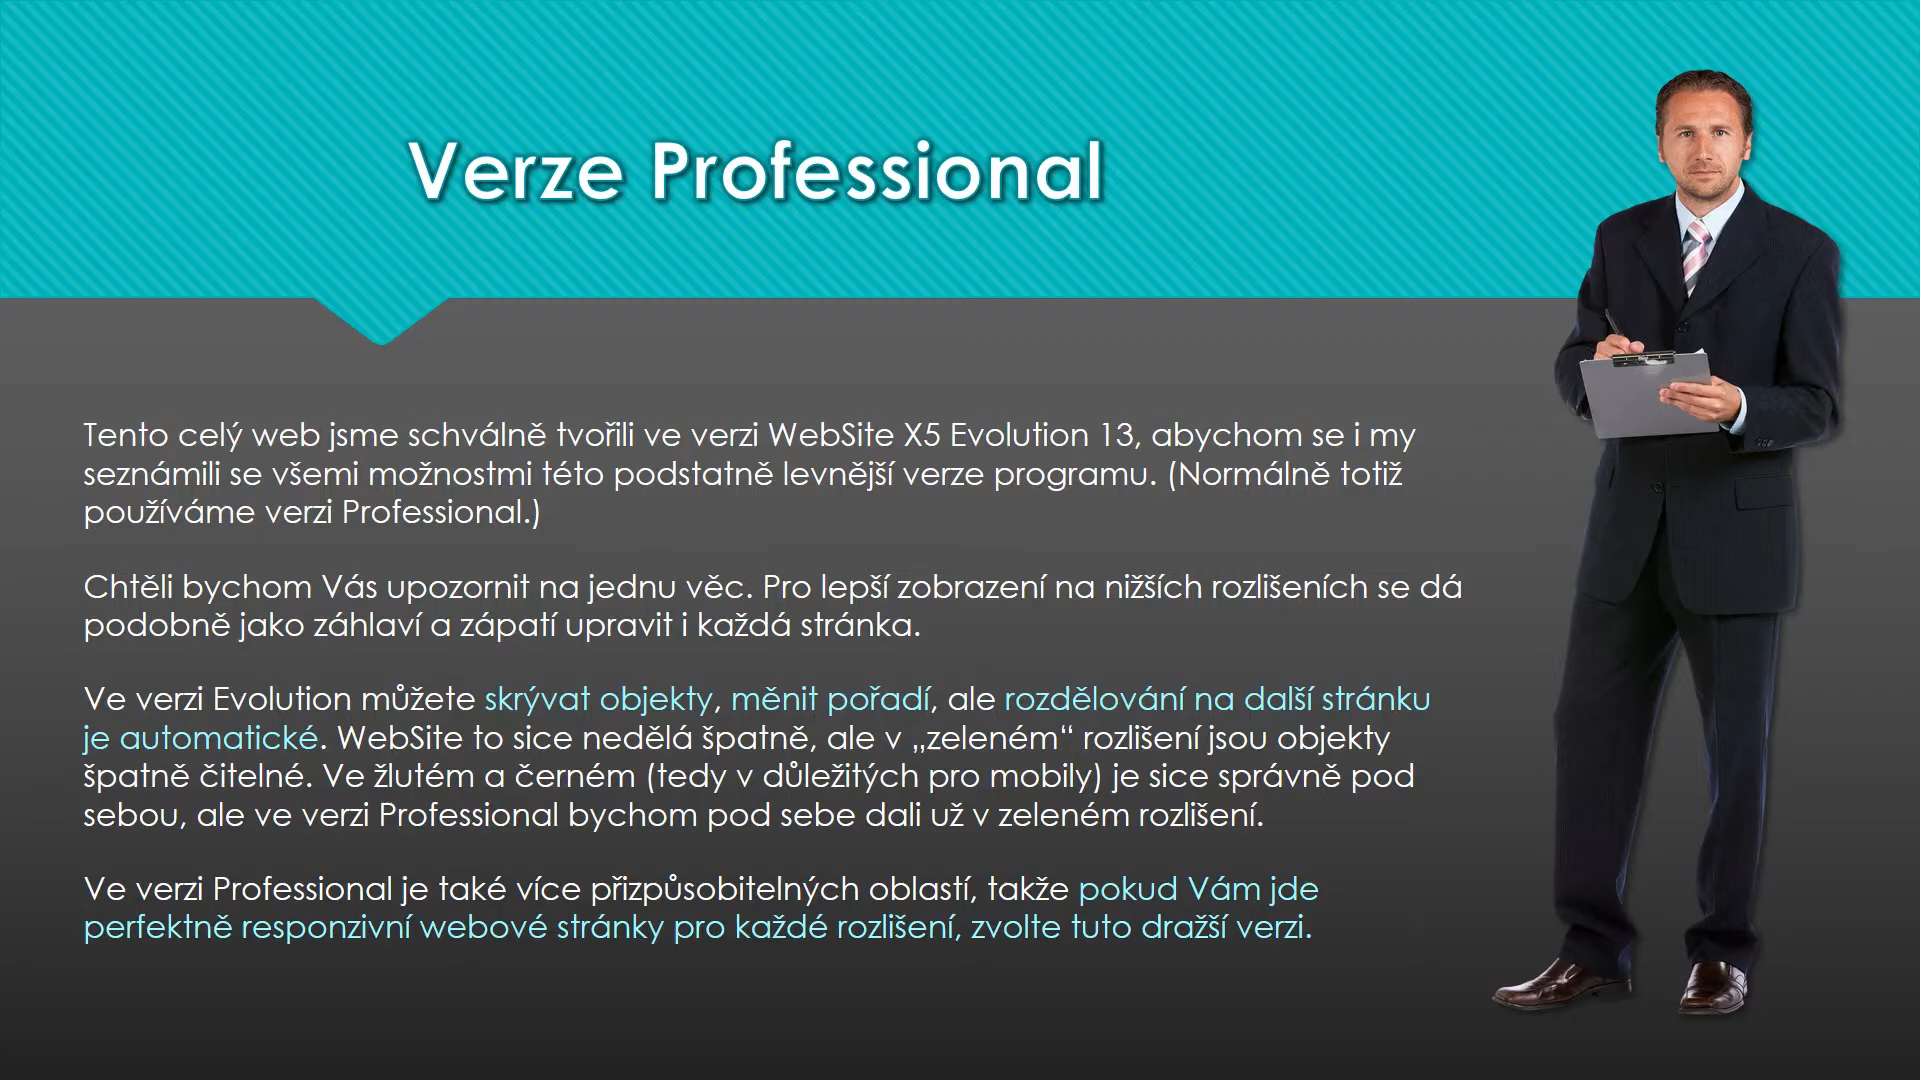 Verze Professional
Tento celý web jsme schválně tvořili ve verzi WebSite X5 Evolution 13, abychom se i my
seznámili se všemi možnostmi této podstatně levnější verze programu. (Normálně totiž
používáme verzi Professional.)
Chtěli bychom Vás upozornit na jednu věc. Pro lepší zobrazení na nižších rozlišeních se dá
podobně jako záhlaví a zápatí upravit i každá stránka.
Ve verzi Evolution můžete skrývat objekty, měnit pořadí, ale rozdělování na další stránku
je automatické. WebSite to sice nedělá špatně, ale v „zeleném“ rozlišení jsou objekty
špatně čitelné. Ve žlutém a černém (tedy v důležitých pro mobily) je sice správně pod
sebou, ale ve verzi Professional bychom pod sebe dali už v zeleném rozlišení.
Ve verzi Professional je také více přizpůsobitelných oblastí, takže pokud Vám jde
perfektně responzivní webové stránky pro každé rozlišení, zvolte tuto dražší verzi.